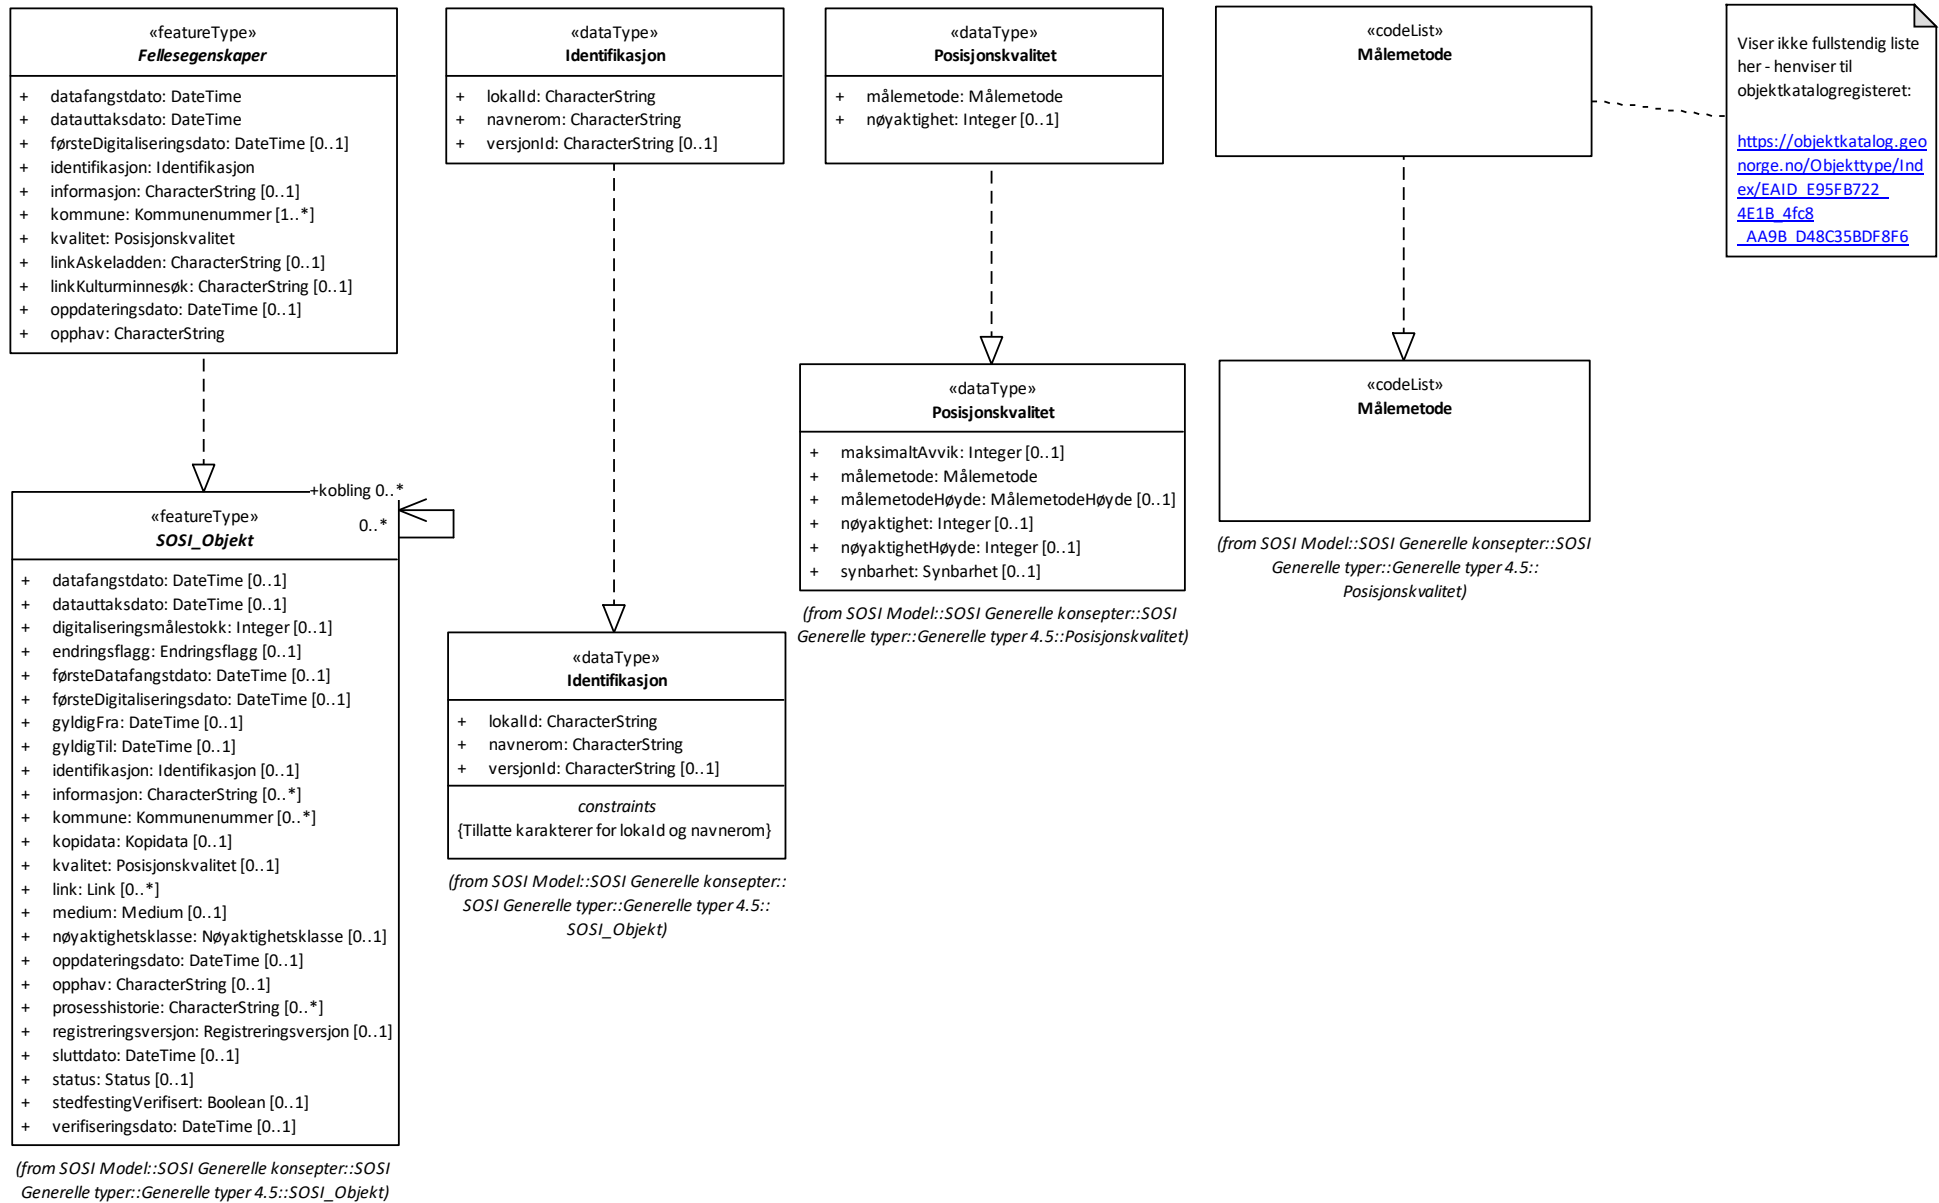 «featureType»
Fellesegenskaper
+ datafangstdato: DateTime
+ datauttaksdato: DateTime
+ førsteDigitaliseringsdato: DateTime [0..1]
+ identifikasjon: Identifikasjon
+ informasjon: CharacterString [0..1]
+ kommune: Kommunenummer [1..*]
+ kvalitet: Posisjonskvalitet
+ linkAskeladden: CharacterString [0..1]
+ linkKulturminnesøk: CharacterString [0..1]
+ oppdateringsdato: DateTime [0..1]
+ opphav: CharacterString
«dataType»
Identifikasjon
+ lokalId: CharacterString
+ navnerom: CharacterString
+ versjonId: CharacterString [0..1]
«dataType»
Posisjonskvalitet
+ målemetode: Målemetode
+ nøyaktighet: Integer [0..1]
«codeList»
Målemetode
Viser ikke fullstendig liste
her - henviser til
objektkatalogregisteret:
https://objektkatalog.geo
norge.no/Objekttype/Ind
ex/EAID_E95FB722_
4E1B_4fc8
_AA9B_D48C35BDF8F6
+kobling 0..*
0..*
«featureType»
SOSI_Objekt
+ datafangstdato: DateTime [0..1]
+ datauttaksdato: DateTime [0..1]
+ digitaliseringsmålestokk: Integer [0..1]
+ endringsflagg: Endringsflagg [0..1]
+ førsteDatafangstdato: DateTime [0..1]
+ førsteDigitaliseringsdato: DateTime [0..1]
+ gyldigFra: DateTime [0..1]
+ gyldigTil: DateTime [0..1]
+ identifikasjon: Identifikasjon [0..1]
+ informasjon: CharacterString [0..*]
+ kommune: Kommunenummer [0..*]
+ kopidata: Kopidata [0..1]
+ kvalitet: Posisjonskvalitet [0..1]
+ link: Link [0..*]
+ medium: Medium [0..1]
+ nøyaktighetsklasse: Nøyaktighetsklasse [0..1]
+ oppdateringsdato: DateTime [0..1]
+ opphav: CharacterString [0..1]
+ prosesshistorie: CharacterString [0..*]
+ registreringsversjon: Registreringsversjon [0..1]
+ sluttdato: DateTime [0..1]
+ status: Status [0..1]
+ stedfestingVerifisert: Boolean [0..1]
+ verifiseringsdato: DateTime [0..1]
(from SOSI Model::SOSI Generelle konsepter::SOSI
Generelle typer::Generelle typer 4.5::SOSI_Objekt)
«dataType»
Identifikasjon
+ lokalId: CharacterString
+ navnerom: CharacterString
+ versjonId: CharacterString [0..1]
constraints
{Tillatte karakterer for lokaId og navnerom}
(from SOSI Model::SOSI Generelle konsepter::
SOSI Generelle typer::Generelle typer 4.5::
SOSI_Objekt)
«dataType»
Posisjonskvalitet
+ maksimaltAvvik: Integer [0..1]
+ målemetode: Målemetode
+ målemetodeHøyde: MålemetodeHøyde [0..1]
+ nøyaktighet: Integer [0..1]
+ nøyaktighetHøyde: Integer [0..1]
+ synbarhet: Synbarhet [0..1]
(from SOSI Model::SOSI Generelle konsepter::SOSI
Generelle typer::Generelle typer 4.5::Posisjonskvalitet)
«codeList»
Målemetode
(from SOSI Model::SOSI Generelle konsepter::SOSI
Generelle typer::Generelle typer 4.5::
Posisjonskvalitet)